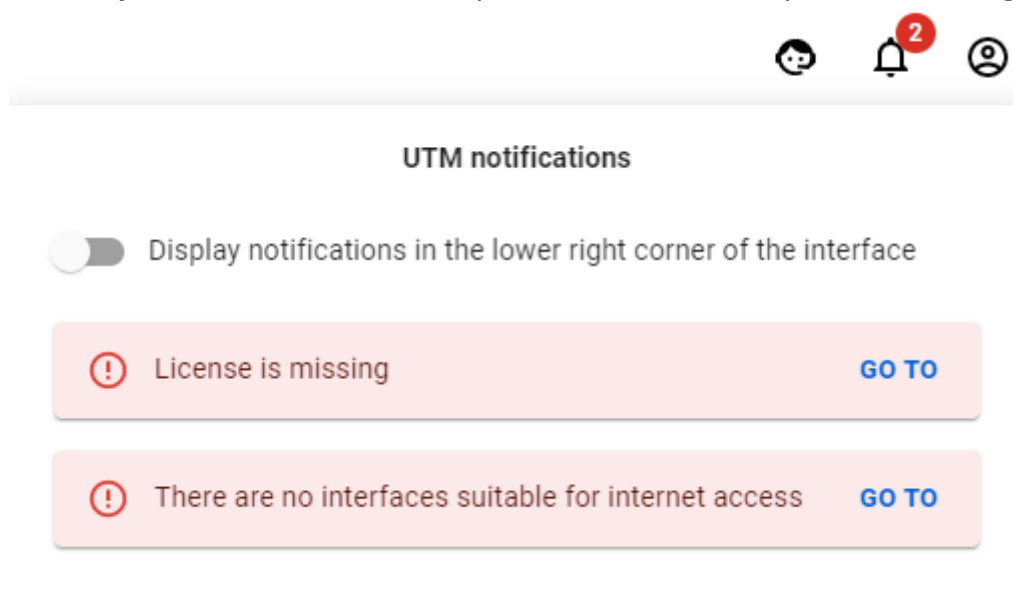 2
UTM notifications
Display notifications in the lower right corner of the interface
License is missing GO TO
There are no interfaces suitable for internet access GO TO